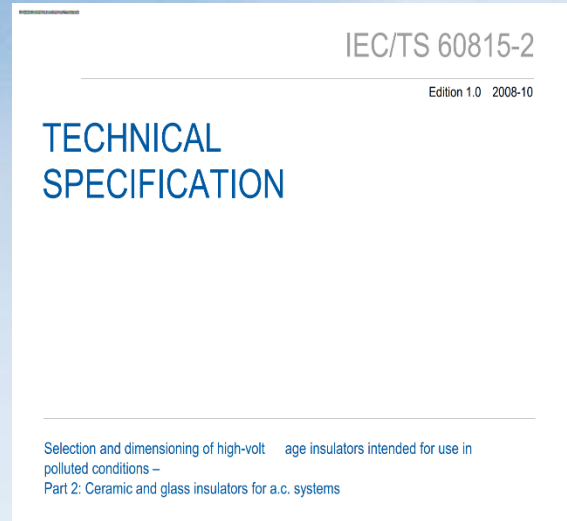 IEC/TS 60815-2
Edition 1.0 2008-10
TECHNICAL
SPECIFICATION
Selection and dimensioning of high-volt age insulators intended for use in
polluted conditions –
Part 2: Ceramic and glass insulators for a.c. systems